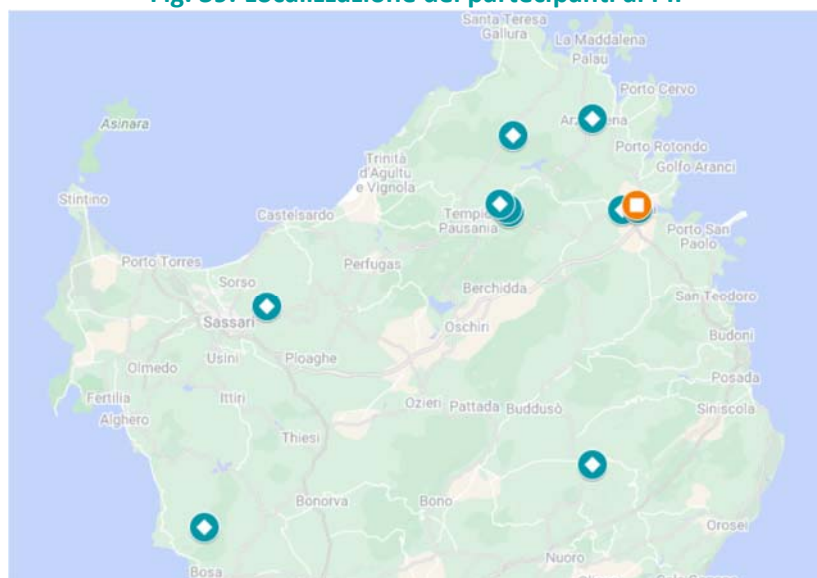 Santa Teresa
Gallura
La Maddalena
Palau
Porto Cervo
Asinara
Porto Rotondo
Golfo Aranci
Trinità
d'Agultu
e Vignola
Stintino
Castelsardo
Pausania
Porto San
Paolo
Porto Torres
Perfugas
Sorso
Berchidda
San Teodoro
Sassari
Oschiri
Budoni
Usini
Ploaghe
Olmedo
Posada
Fertilia
Ittiri
Ozieri
Pattada
Buddusò
Siniscola
Alghero
Thiesi
Bonorva
Bono
Orosei
Nuoro
Bosa